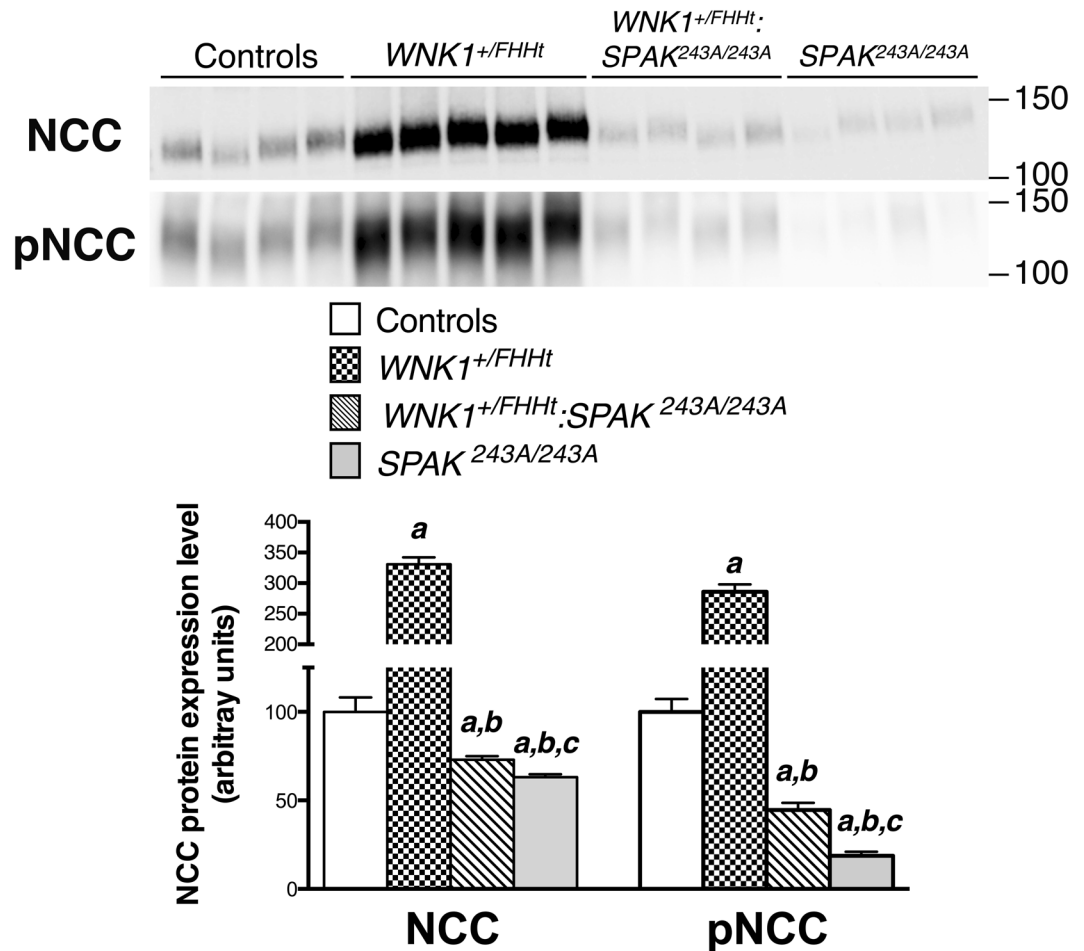 WNK1+/FHHt:
Controls WNK1+/FHHt SPAK243A/243A SPAK243A/243A
NCC
150
100
pNCC
150
100
Controls
WNK1+/FHHt
WNK1+/FHHt:SPAK 243A/243A
SPAK 243A/243A
NCC protein expression level
(arbitray units)
400
350
300
250
200
100
50
0
a
a,b
a,b,c
a
a,b
a,b,c
NCC pNCC